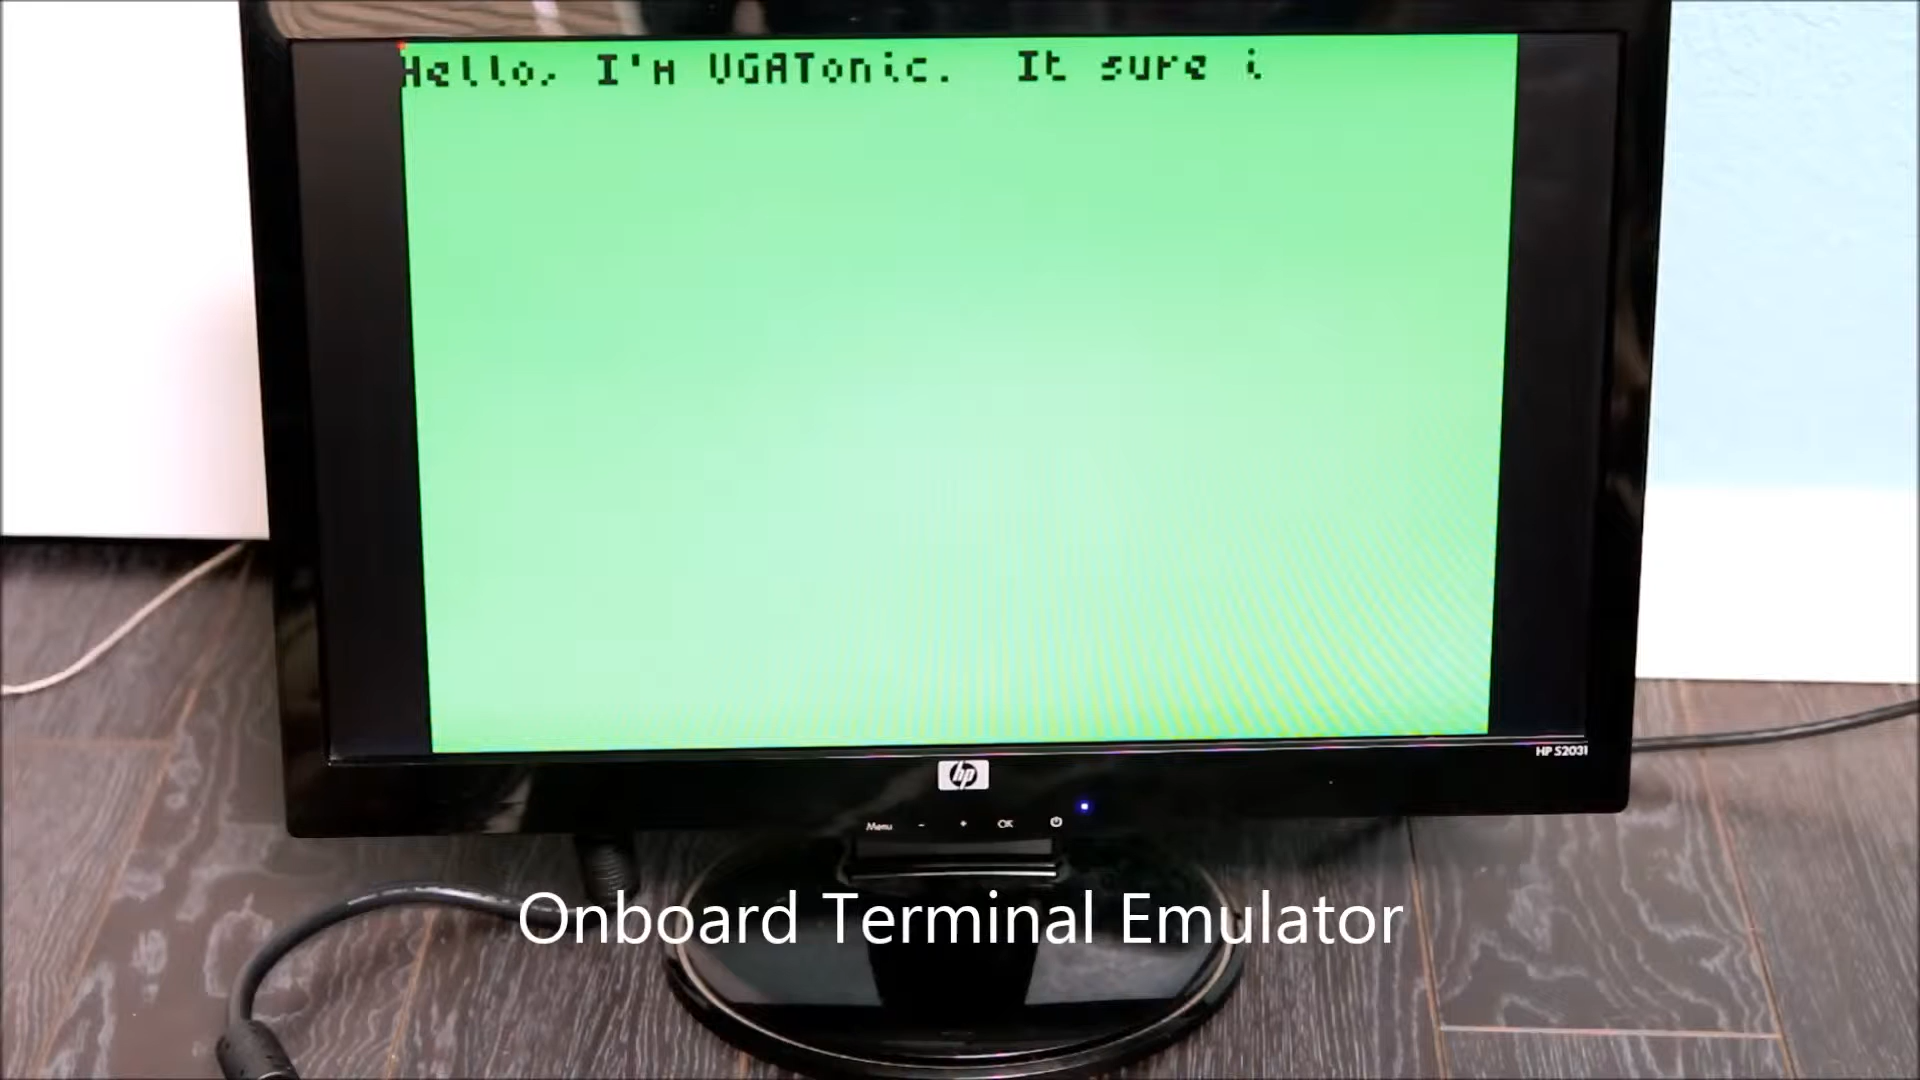 Hello, I'm VGATonic.  It sure i
HP S2031
hp
Menu - + OK
Onboard Terminal Emulator